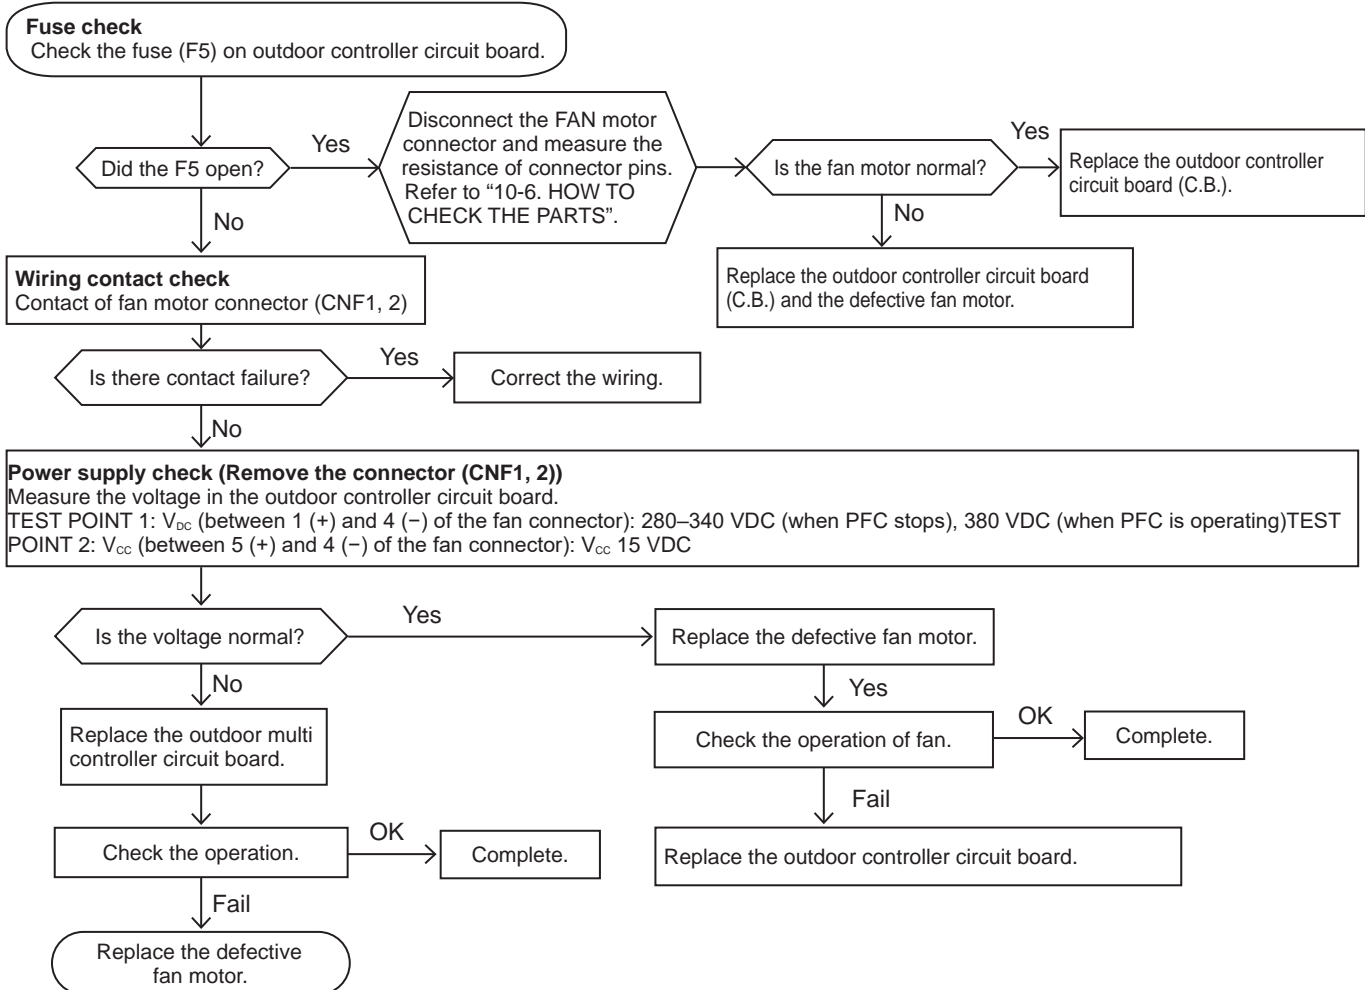 Fuse check
Check the fuse (F5) on outdoor controller circuit board.
Did the F5 open?
Yes
Disconnect the FAN motor
connector and measure the
resistance of connector pins.
Refer to “10-6. HOW TO
CHECK THE PARTS”.
Is the fan motor normal?
Yes
Replace the outdoor controller
circuit board (C.B.).
No
No
Replace the outdoor controller circuit board
(C.B.) and the defective fan motor.
Wiring contact check
Contact of fan motor connector (CNF1, 2)
Is there contact failure?
Yes
Correct the wiring.
No
Power supply check (Remove the connector (CNF1, 2))
Measure the voltage in the outdoor controller circuit board.
TEST POINT 1: VDC (between 1 (+) and 4 (−) of the fan connector): 280–340 VDC (when PFC stops), 380 VDC (when PFC is operating)TEST
POINT 2: VCC (between 5 (+) and 4 (−) of the fan connector): VCC 15 VDC
Is the voltage normal?
Yes
Replace the defective fan motor.
No
Yes
Replace the outdoor multi
controller circuit board.
Check the operation of fan.
OK
Complete.
Fail
Check the operation.
OK
Complete.
Replace the outdoor controller circuit board.
Fail
Replace the defective
fan motor.